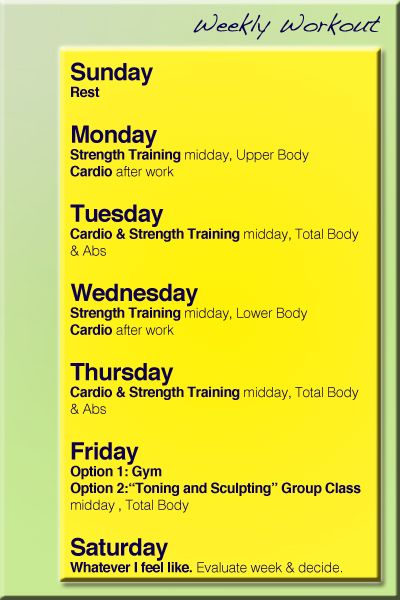 Weekly Workout
Sunday
Rest
Monday
Strength Training midday, Upper Body
Cardio after work
Tuesday
Cardio & Strength Training midday, Total Body
& Abs
Wednesday
Strength Training midday, Lower Body
Cardio after work
Thursday
Cardio & Strength Training midday, Total Body
& Abs
Friday
Option 1: Gym
Option 2:“Toning and Sculpting” Group Class
midday , Total Body
Saturday
Whatever I feel like. Evaluate week & decide.